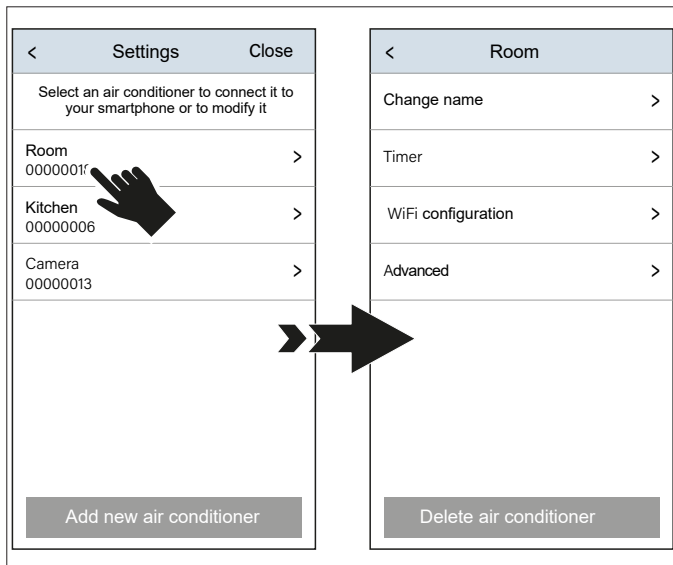 < Settings Close
Select an air conditioner to connect it to
your smartphone or to modify it
Room >
Kitchen >
00000006
Camera >
00000013
Add new air conditioner
< Room
Change name >
Timer >
WiFi configuration >
Advanced >
Delete air conditioner